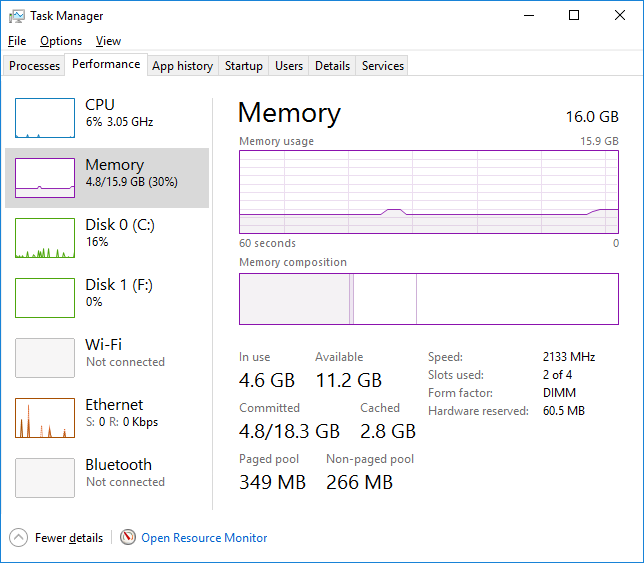 Task Manager
File Options View
Processes Performance App history Startup Users Details Services
CPU
6% 3.05 GHz
Memory
4.8/15.9 GB (30%)
Disk 0 (C:)
16%
Disk 1 (F:)
0%
Wi-Fi
Not connected
Ethernet
S: 0 R: 0 Kbps
Bluetooth
Not connected
Memory 16.0 GB
Memory usage 15.9 GB
60 seconds 0
Memory composition
In use Available
4.6 GB 11.2 GB
Committed Cached
4.8/18.3 GB 2.8 GB
Paged pool Non-paged pool
349 MB 266 MB
Speed: 2133 MHz
Slots used: 2 of 4
Form factor: DIMM
Hardware reserved: 60.5 MB
Fewer details Open Resource Monitor